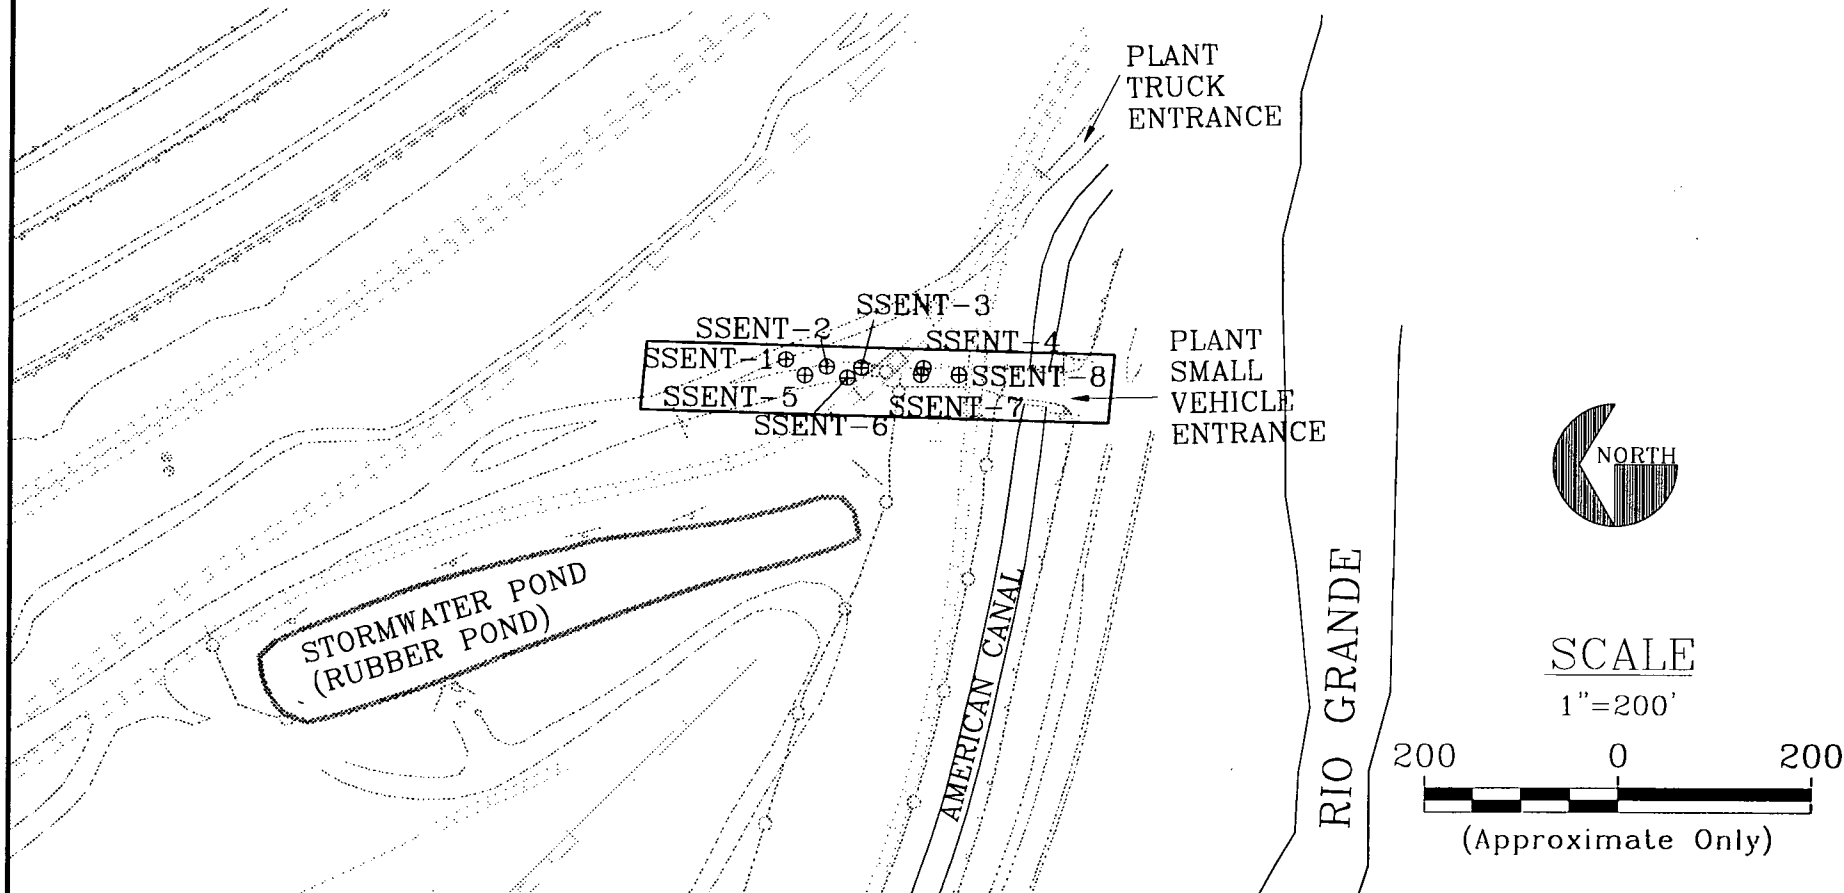 PLANT
TRUCK
ENTRANCE
SSENT-3
SSENT-2
SSENT-4
SSENT-1
SSENT-8
SSENT-5
SSENT-7
SSENT-6
PLANT
SMALL
VEHICLE
ENTRANCE
NORTH
STORMWATER POND
(RUBBER POND)
AMERICAN CANAL
RIO GRANDE
SCALE
1"=200'
200 0 200
(Approximate Only)